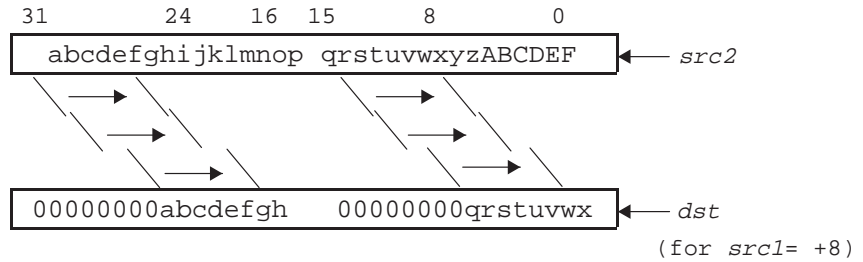 31 24 16 15 8 0
abcdefghijklmnop qrstuvwxyzABCDEF src2
00000000abcdefgh 00000000qrstuvwx dst
(for src1= +8)